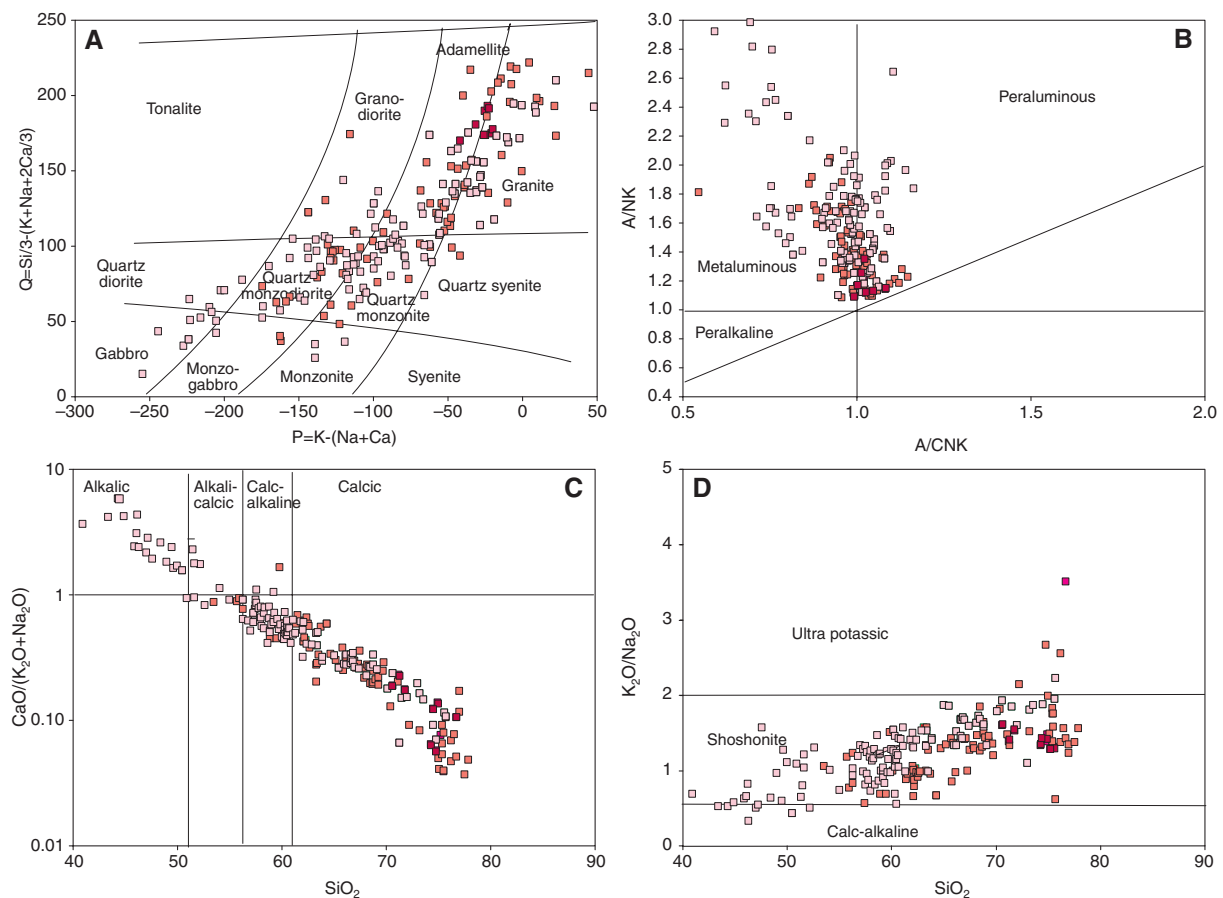 A
Q=Si/3-(K+Na+2Ca/3)
250
200
150
100
50
0
Tonalite
Grano-
diorite
Adamellite
Granite
Quartz
diorite
Quartz
monzodiorite
Quartz
monzonite
Quartz syenite
Gabbro
Monzo-
gabbro
Monzonite
Syenite
–300
–250
–200
–150
–100
–50
0
50
P=K-(Na+Ca)
B
A/NK
3.0
2.8
2.6
2.4
2.2
2.0
1.8
1.6
1.4
1.2
1.0
0.8
0.6
0.4
Peraluminous
Metaluminous
Peralkaline
0.5
1.0
1.5
2.0
A/CNK
C
CaO/(K₂O+Na₂O)
10
1
0.10
0.01
Alkalic
Alkali-
calcic
Calc-
alkaline
Calcic
40
50
60
70
80
90
SiO₂
D
K₂O/Na₂O
5
4
3
2
1
0
Ultra potassic
Shoshonite
Calc-alkaline
40
50
60
70
80
90
SiO₂